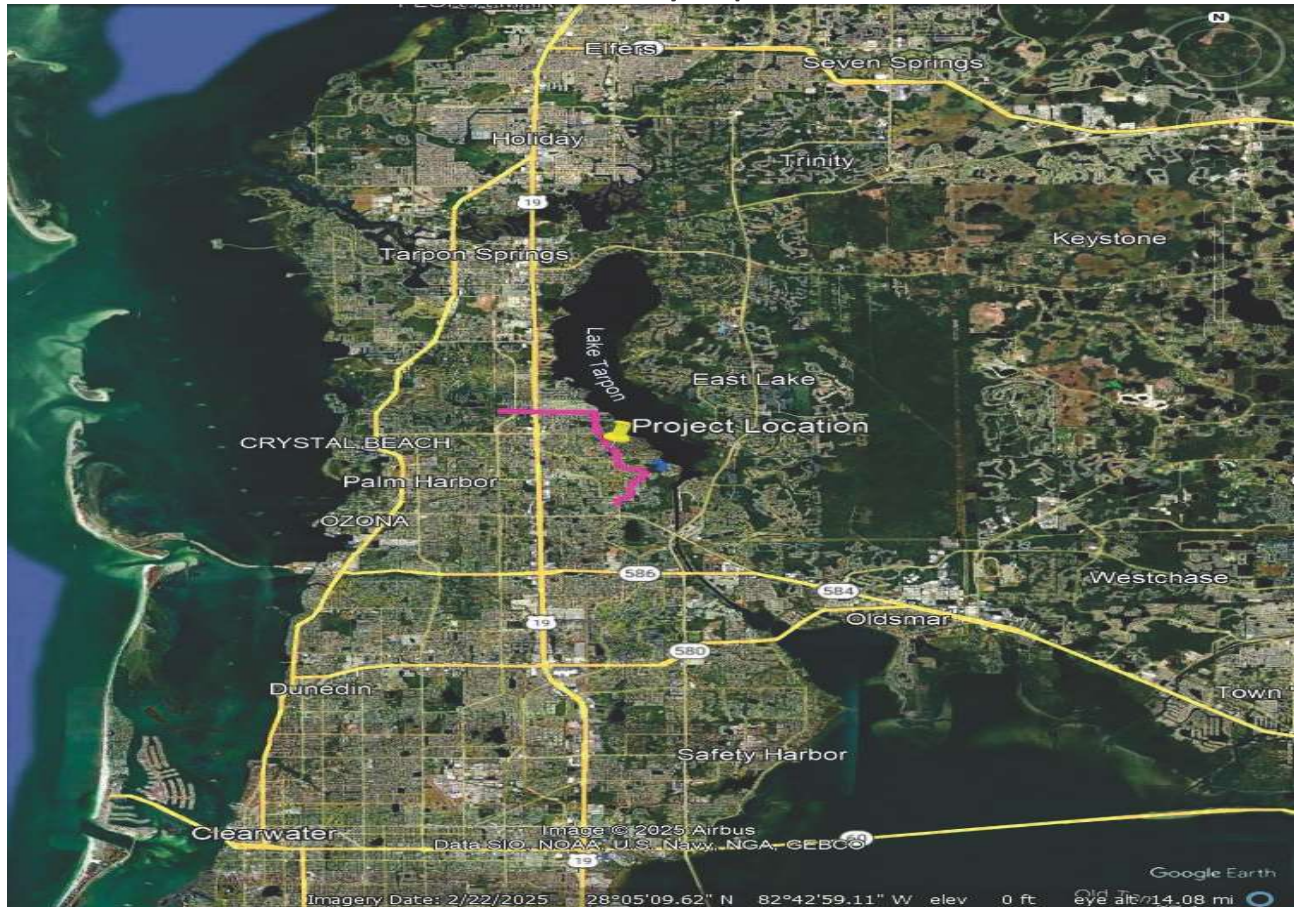 N
Elfers
Seven Springs
Holiday
Trinity
19
Keystone
Tarpon Springs
Lake Tarpon
East Lake
Project Location
CRYSTAL BEACH
Palm Harbor
OZONA
586
Westchase
584
19
Oldsmar
580
Dunedin
Town
Safety Harbor
Clearwater
Image © 2025 Airbus
60
Data SIO, NOAA, U.S. Navy, NGA, GEBCO
19
Google Earth
Imagery Date: 2/22/2025 28°05'09.62" N 82°42'59.11" W elev 0 ft eye alt 14.08 mi